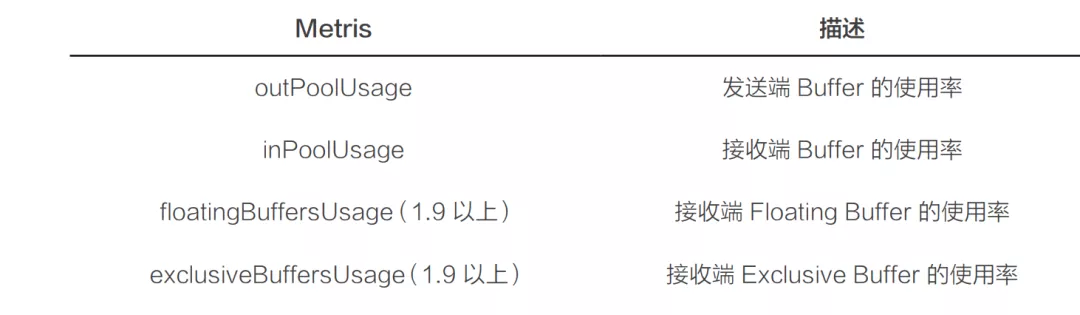 Metris 描述
outPoolUsage 发送端 Buffer 的使用率
inPoolUsage 接收端 Buffer 的使用率
floatingBuffersUsage（1.9 以上） 接收端 Floating Buffer 的使用率
exclusiveBuffersUsage（1.9 以上） 接收端 Exclusive Buffer 的使用率